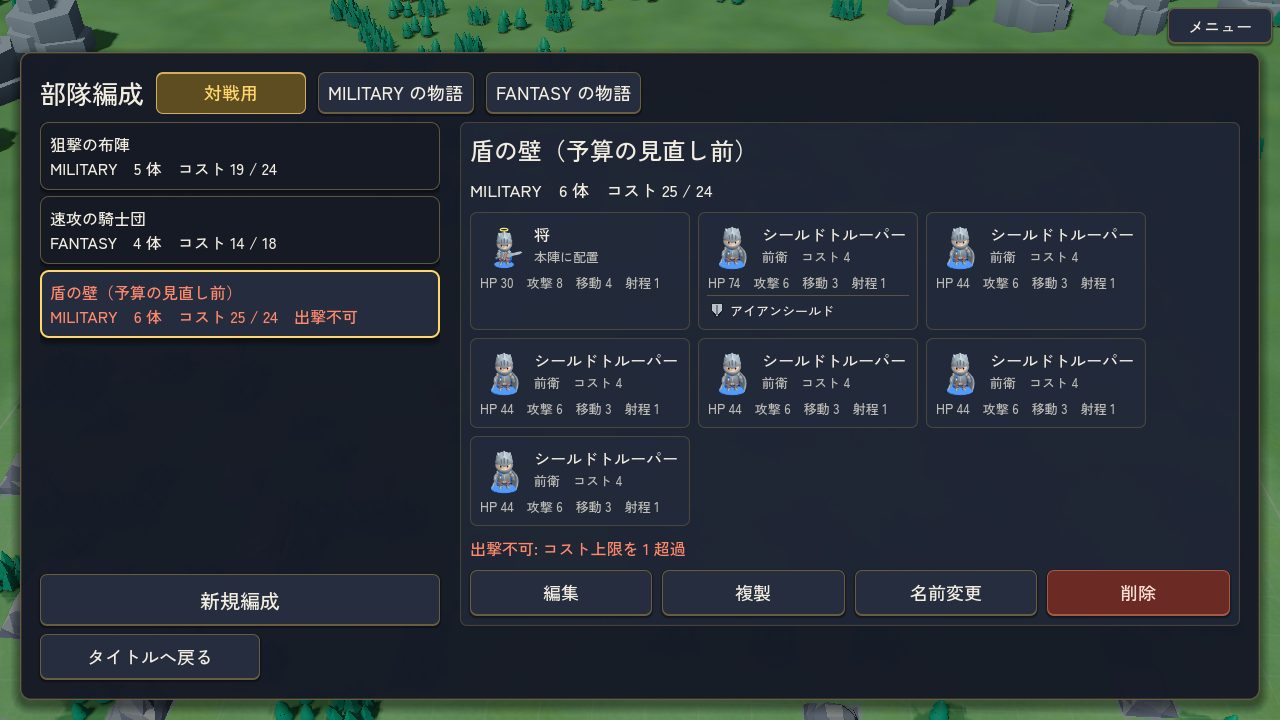 メニュー
部隊編成
対戦用
MILITARY の物語
FANTASY の物語
狙撃の布陣
MILITARY 5 体 コスト 19 / 24
速攻の騎士団
FANTASY 4 体 コスト 14 / 18
盾の壁（予算の見直し前）
MILITARY 6 体 コスト 25 / 24 出撃不可
新規編成
タイトルへ戻る
盾の壁（予算の見直し前）
MILITARY 6 体 コスト 25 / 24
将
本陣に配置
HP 30 攻撃 8 移動 4 射程 1
シールドトルーパー
前衛 コスト 4
HP 74 攻撃 6 移動 3 射程 1
アイアンシールド
シールドトルーパー
前衛 コスト 4
HP 44 攻撃 6 移動 3 射程 1
シールドトルーパー
前衛 コスト 4
HP 44 攻撃 6 移動 3 射程 1
シールドトルーパー
前衛 コスト 4
HP 44 攻撃 6 移動 3 射程 1
シールドトルーパー
前衛 コスト 4
HP 44 攻撃 6 移動 3 射程 1
シールドトルーパー
前衛 コスト 4
HP 44 攻撃 6 移動 3 射程 1
出撃不可: コスト上限を 1 超過
編集
複製
名前変更
削除